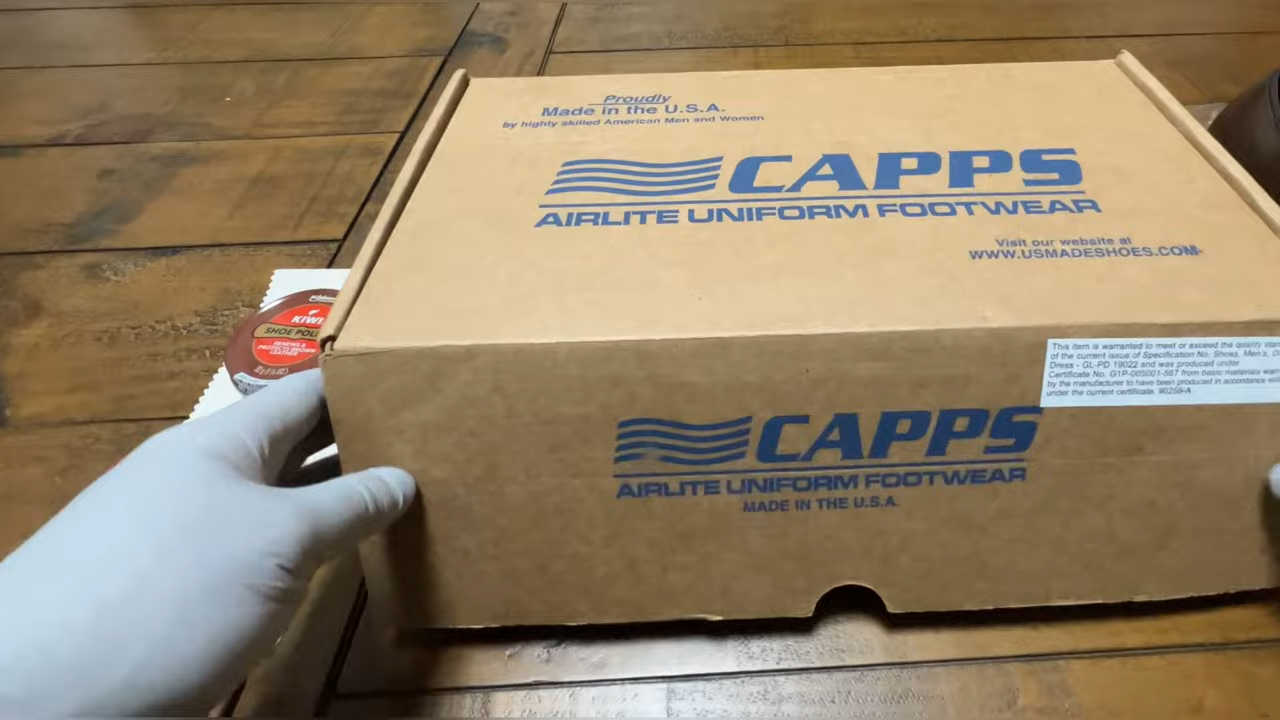 Proudly
Made in the U.S.A.
by highly skilled American Men and Women
CAPPS
AIRLITE UNIFORM FOOTWEAR
Visit our website at
WWW.USMADESHOES.COM
KIWI
SHOE POLI
RENEWS &
PROTECTS BROWN
LEATHER
This item is warranted to meet or exceed the quality
of the current issue of Specification No. Shoes, Men's,
Dress - GL-PD 19022 and was produced under
Certificate No. G1P-005001-567 from basic materials
by the manufacturer to have been produced in accordance
under the current certificate. 90259-A
CAPPS
AIRLITE UNIFORM FOOTWEAR
MADE IN THE U.S.A.